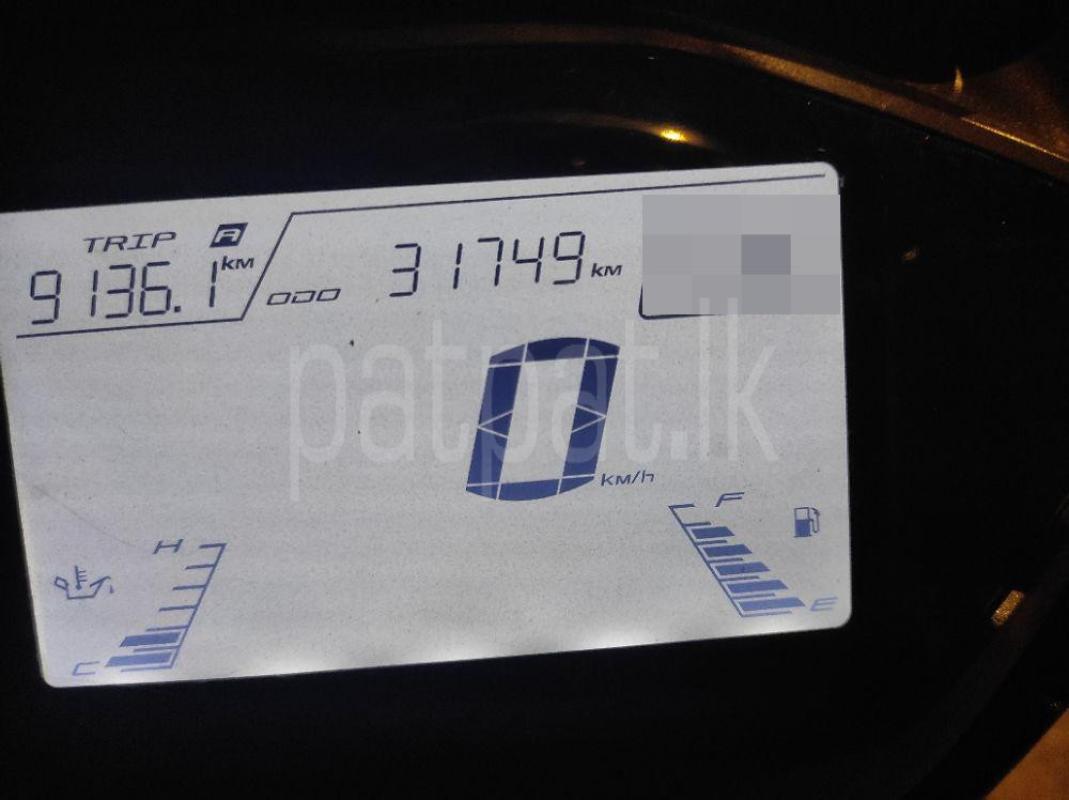 TRIP A
9136.1 KM
ODO 31749 KM
patpat.lk
0 KM/H
F
H
E
C